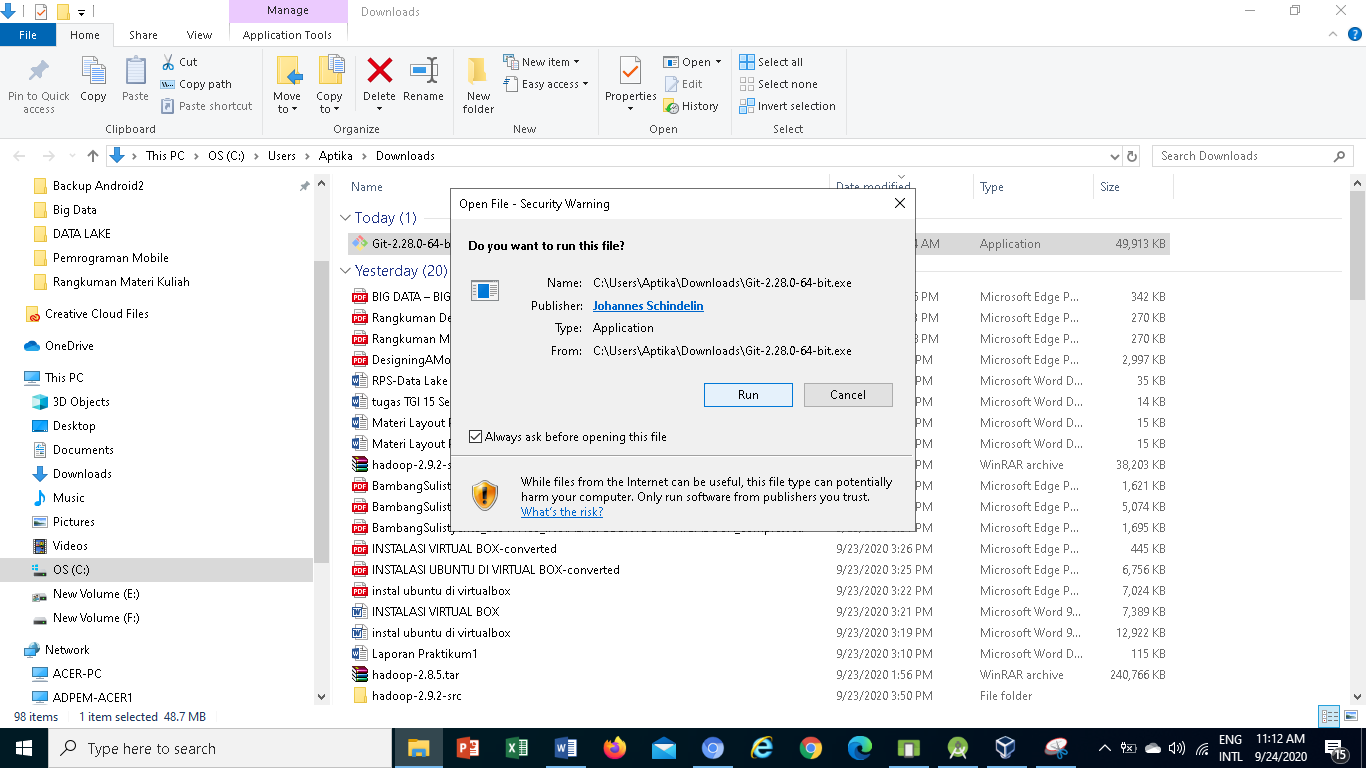 Manage
Downloads
File
Home
Share
View
Application Tools
Pin to Quick access
Copy
Paste
Cut
Copy path
Paste shortcut
Move to
Copy to
Delete
Rename
New folder
New item
Easy access
Properties
Open
Edit
History
Select all
Select none
Invert selection
Clipboard
Organize
New
Open
Select
This PC > OS (C:) > Users > Aptika > Downloads
Search Downloads
Backup Android2
Big Data
DATA LAKE
Pemrograman Mobile
Rangkuman Materi Kuliah
Creative Cloud Files
OneDrive
This PC
3D Objects
Desktop
Documents
Downloads
Music
Pictures
Videos
OS (C:)
New Volume (E:)
New Volume (F:)
Network
ACER-PC
ADPEM-ACER1
Name Date modified Type Size
Today (1)
Git-2.28.0-64-b AM Application 49,913 KB
Yesterday (20)
BIG DATA – BIG PM Microsoft Edge P... 342 KB
Rangkuman De PM Microsoft Edge P... 270 KB
Rangkuman M PM Microsoft Edge P... 270 KB
DesigningAMo PM Microsoft Edge P... 2,997 KB
RPS-Data Lake PM Microsoft Word D... 35 KB
tugas TGI 15 Se PM Microsoft Word D... 14 KB
Materi Layout PM Microsoft Word D... 15 KB
Materi Layout PM Microsoft Word D... 15 KB
hadoop-2.9.2-s PM WinRAR archive 38,203 KB
BambangSulist PM Microsoft Edge P... 1,621 KB
BambangSulist PM Microsoft Edge P... 5,074 KB
BambangSulist Microsoft Edge P... 1,695 KB
INSTALASI VIRTUAL BOX-converted 9/23/2020 3:26 PM Microsoft Edge P... 445 KB
INSTALASI UBUNTU DI VIRTUAL BOX-converted 9/23/2020 3:25 PM Microsoft Edge P... 6,756 KB
instal ubuntu di virtualbox 9/23/2020 3:22 PM Microsoft Edge P... 7,024 KB
INSTALASI VIRTUAL BOX 9/23/2020 3:21 PM Microsoft Word 9... 7,389 KB
instal ubuntu di virtualbox 9/23/2020 3:19 PM Microsoft Word 9... 12,922 KB
Laporan Praktikum1 9/23/2020 3:10 PM Microsoft Word D... 115 KB
hadoop-2.8.5.tar 9/23/2020 1:56 PM WinRAR archive 240,766 KB
hadoop-2.9.2-src 9/23/2020 3:50 PM File folder
Open File - Security Warning
Do you want to run this file?
Name: C:\Users\Aptika\Downloads\Git-2.28.0-64-bit.exe
Publisher: Johannes Schindelin
Type: Application
From: C:\Users\Aptika\Downloads\Git-2.28.0-64-bit.exe
Run
Cancel
Always ask before opening this file
While files from the Internet can be useful, this file type can potentially
harm your computer. Only run software from publishers you trust.
What's the risk?
98 items 1 item selected 48.7 MB
Type here to search
ENG
INTL
11:12 AM
9/24/2020
15